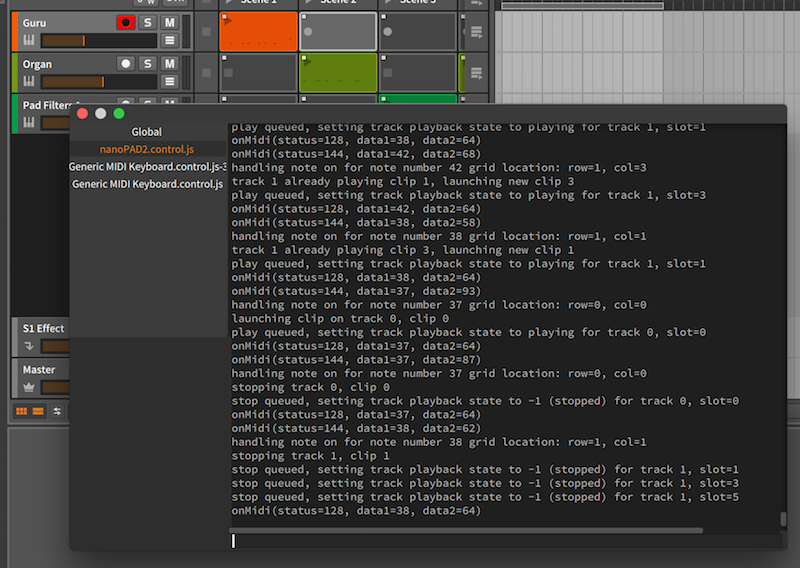 Scene 1
Scene 2
Scene 3
Guru
S
M
Organ
S
M
Pad Filter
S
M
S1 Effect
Master
Global
nanoPAD2.control.js
Generic MIDI Keyboard.control.js-3
Generic MIDI Keyboard.control.js
play queued, setting track playback state to playing for track 1, slot=1
onMidi(status=128, data1=38, data2=64)
onMidi(status=144, data1=42, data2=68)
handling note on for note number 42 grid location: row=1, col=3
track 1 already playing clip 1, launching new clip 3
play queued, setting track playback state to playing for track 1, slot=3
onMidi(status=128, data1=42, data2=64)
onMidi(status=144, data1=38, data2=58)
handling note on for note number 38 grid location: row=1, col=1
track 1 already playing clip 3, launching new clip 1
play queued, setting track playback state to playing for track 1, slot=1
onMidi(status=128, data1=38, data2=64)
onMidi(status=144, data1=37, data2=93)
handling note on for note number 37 grid location: row=0, col=0
launching clip on track 0, clip 0
play queued, setting track playback state to playing for track 0, slot=0
onMidi(status=128, data1=37, data2=64)
onMidi(status=144, data1=37, data2=87)
handling note on for note number 37 grid location: row=0, col=0
stopping track 0, clip 0
stop queued, setting track playback state to -1 (stopped) for track 0, slot=0
onMidi(status=128, data1=37, data2=64)
onMidi(status=144, data1=38, data2=62)
handling note on for note number 38 grid location: row=1, col=1
stopping track 1, clip 1
stop queued, setting track playback state to -1 (stopped) for track 1, slot=1
stop queued, setting track playback state to -1 (stopped) for track 1, slot=3
stop queued, setting track playback state to -1 (stopped) for track 1, slot=5
onMidi(status=128, data1=38, data2=64)